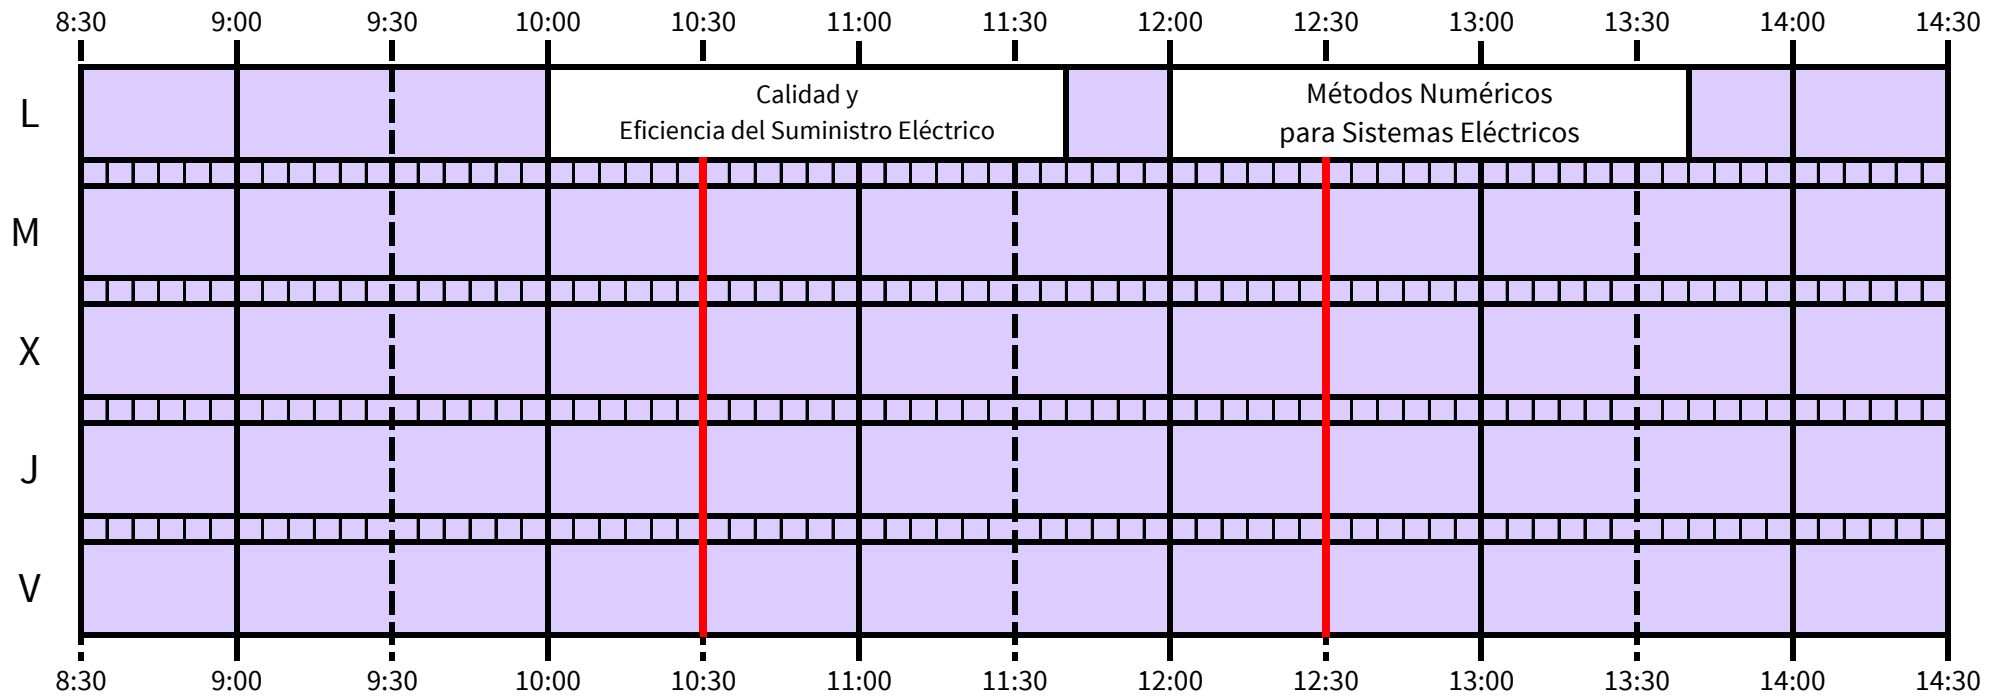 8:30 9:00 9:30 10:00 10:30 11:00 11:30 12:00 12:30 13:00 13:30 14:00 14:30
L
Calidad y
Eficiencia del Suministro Eléctrico
Métodos Numéricos
para Sistemas Eléctricos
M
X
J
V
8:30 9:00 9:30 10:00 10:30 11:00 11:30 12:00 12:30 13:00 13:30 14:00 14:30